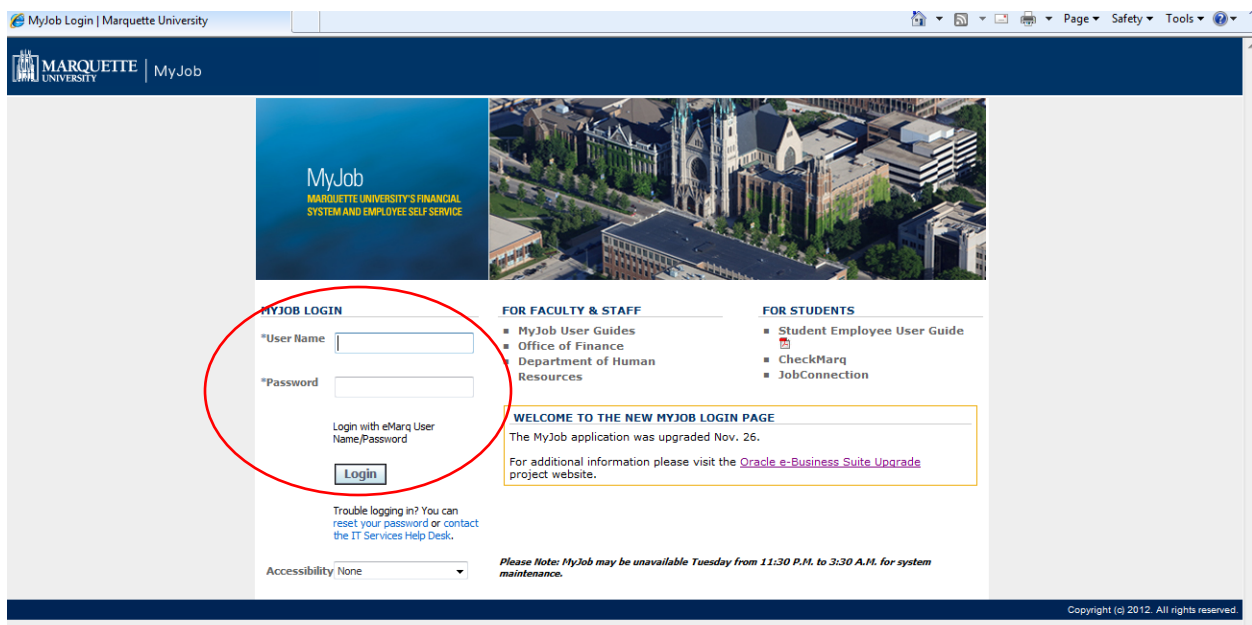 MyJob Login | Marquette University
Page
Safety
Tools
MARQUETTE
UNIVERSITY
MyJob
MyJob
MARQUETTE UNIVERSITY'S FINANCIAL
SYSTEM AND EMPLOYEE SELF SERVICE
MYJOB LOGIN
*User Name
*Password
Login with eMarq User
Name/Password
Login
Trouble logging in? You can
reset your password or contact
the IT Services Help Desk.
Accessibility None
FOR FACULTY & STAFF
MyJob User Guides
Office of Finance
Department of Human
Resources
FOR STUDENTS
Student Employee User Guide
CheckMarq
JobConnection
WELCOME TO THE NEW MYJOB LOGIN PAGE
The MyJob application was upgraded Nov. 26.
For additional information please visit the Oracle e-Business Suite Upgrade
project website.
Please Note: MyJob may be unavailable Tuesday from 11:30 P.M. to 3:30 A.M. for system
maintenance.
Copyright (c) 2012. All rights reserved.